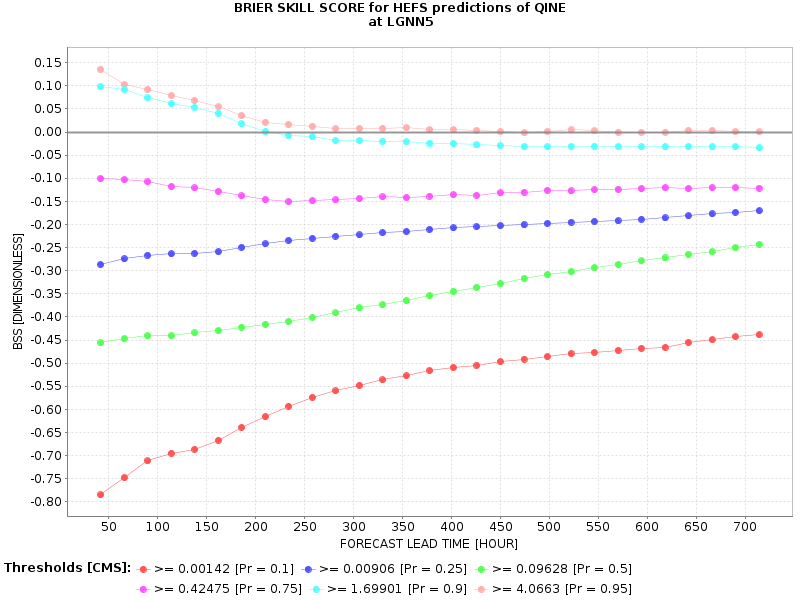 BRIER SKILL SCORE for HEFS predictions of QINE
at LGNN5
0.15
0.10
0.05
0.00
-0.05
-0.10
-0.15
-0.20
-0.25
-0.30
-0.35
-0.40
-0.45
-0.50
-0.55
-0.60
-0.65
-0.70
-0.75
-0.80
BSS [DIMENSIONLESS]
50 100 150 200 250 300 350 400 450 500 550 600 650 700
FORECAST LEAD TIME [HOUR]
Thresholds [CMS]: >= 0.00142 [Pr = 0.1] >= 0.00906 [Pr = 0.25] >= 0.09628 [Pr = 0.5]
>= 0.42475 [Pr = 0.75] >= 1.69901 [Pr = 0.9] >= 4.0663 [Pr = 0.95]